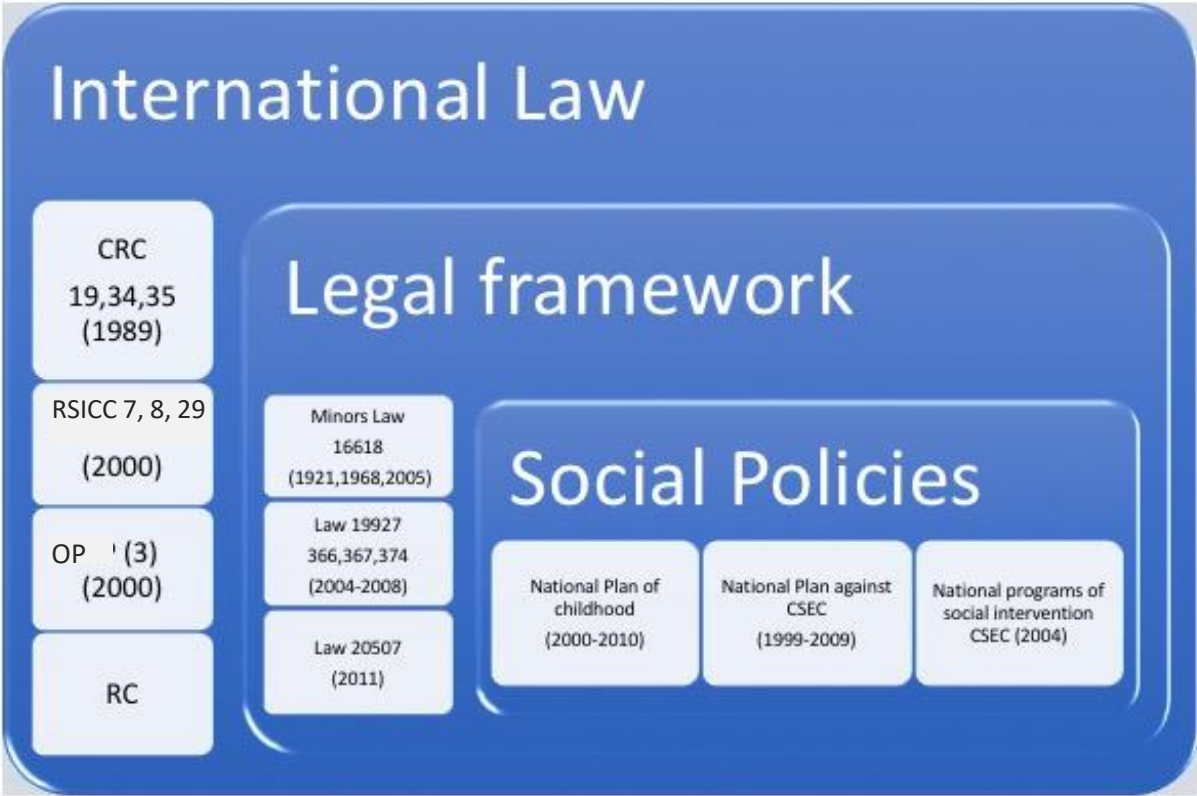 International Law
CRC
19,34,35
(1989)
RSICC 7, 8, 29
(2000)
OP ' (3)
(2000)
RC
Legal framework
Minors Law
16618
(1921,1968,2005)
Law 19927
366,367,374
(2004-2008)
Law 20507
(2011)
Social Policies
National Plan of
childhood
(2000-2010)
National Plan against
CSEC
(1999-2009)
National programs of
social intervention
CSEC (2004)